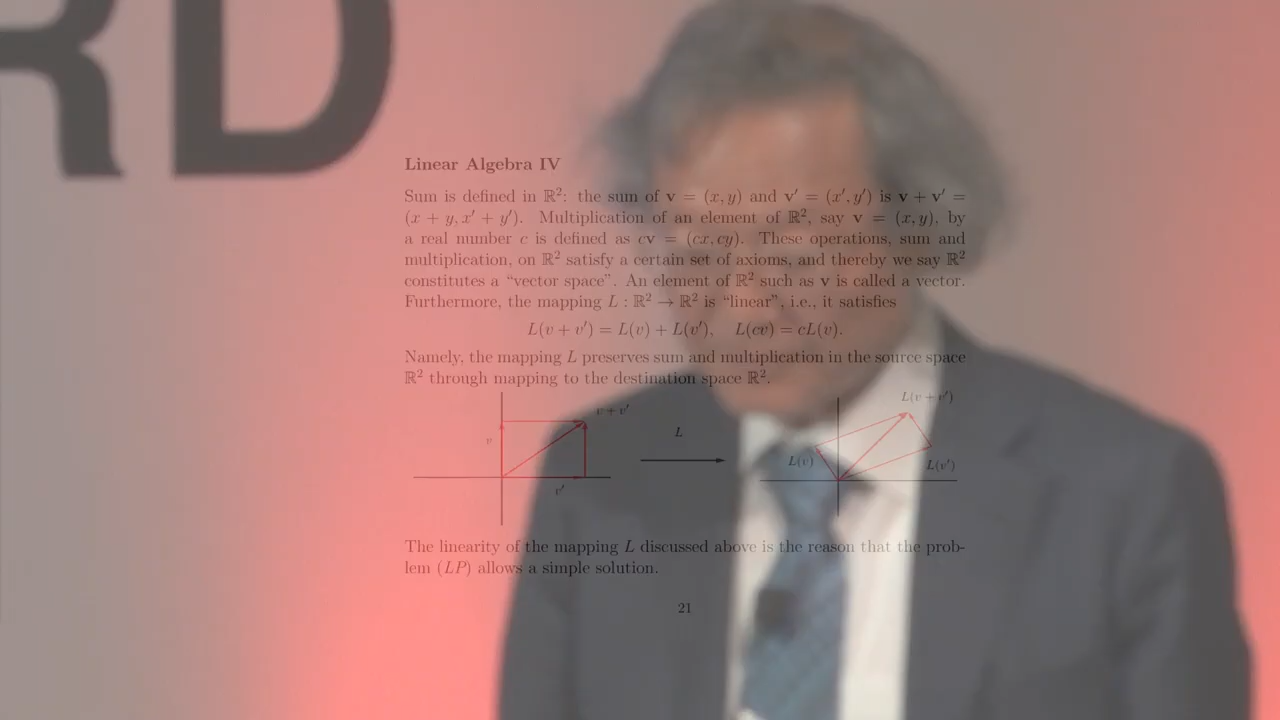 RD
Linear Algebra IV
Sum is defined in ℝ²: the sum of v = (x, y) and v′ = (x′, y′) is v + v′ =
(x + y, x′ + y′). Multiplication of an element of ℝ², say v = (x, y), by
a real number c is defined as cv = (cx, cy). These operations, sum and
multiplication, on ℝ² satisfy a certain set of axioms, and thereby we say ℝ²
constitutes a “vector space”. An element of ℝ² such as v is called a vector.
Furthermore, the mapping L : ℝ² → ℝ² is “linear”, i.e., it satisfies
L(v + v′) = L(v) + L(v′), L(cv) = cL(v).
Namely, the mapping L preserves sum and multiplication in the source space
ℝ² through mapping to the destination space ℝ².
v + v′
v
v′
L
L(v + v′)
L(v)
L(v′)
The linearity of the mapping L discussed above is the reason that the prob-
lem (LP) allows a simple solution.
21